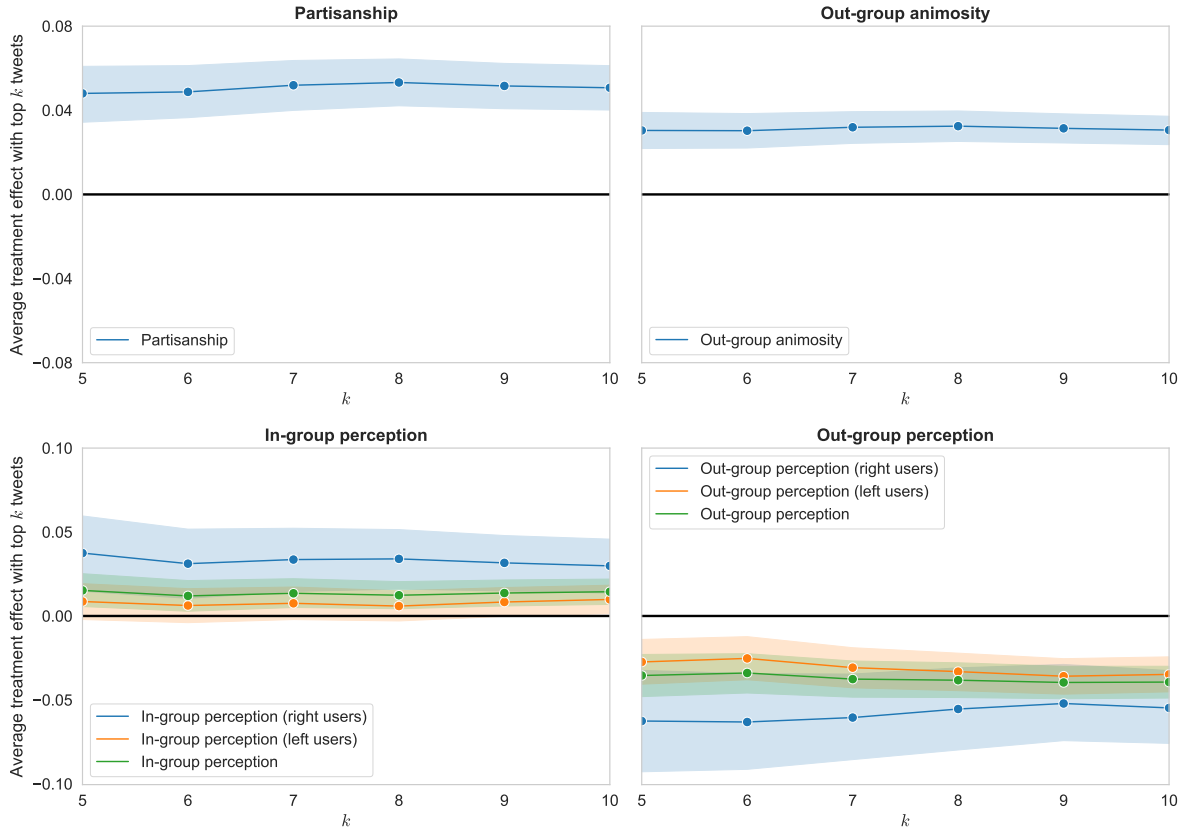 Partisanship
Average treatment effect with top k tweets
0.08
0.04
0.00
−0.04
−0.08
Partisanship
5 6 7 8 9 10
k
Out-group animosity
Out-group animosity
5 6 7 8 9 10
k
In-group perception
Average treatment effect with top k tweets
0.10
0.05
0.00
−0.05
−0.10
In-group perception (right users)
In-group perception (left users)
In-group perception
5 6 7 8 9 10
k
Out-group perception
Out-group perception (right users)
Out-group perception (left users)
Out-group perception
5 6 7 8 9 10
k